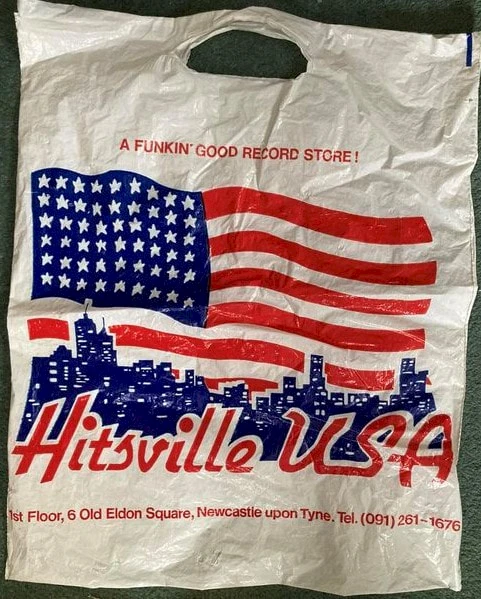 A FUNKIN' GOOD RECORD STORE!
Hitsville USA
1st Floor, 6 Old Eldon Square, Newcastle upon Tyne. Tel. (091) 261-1676